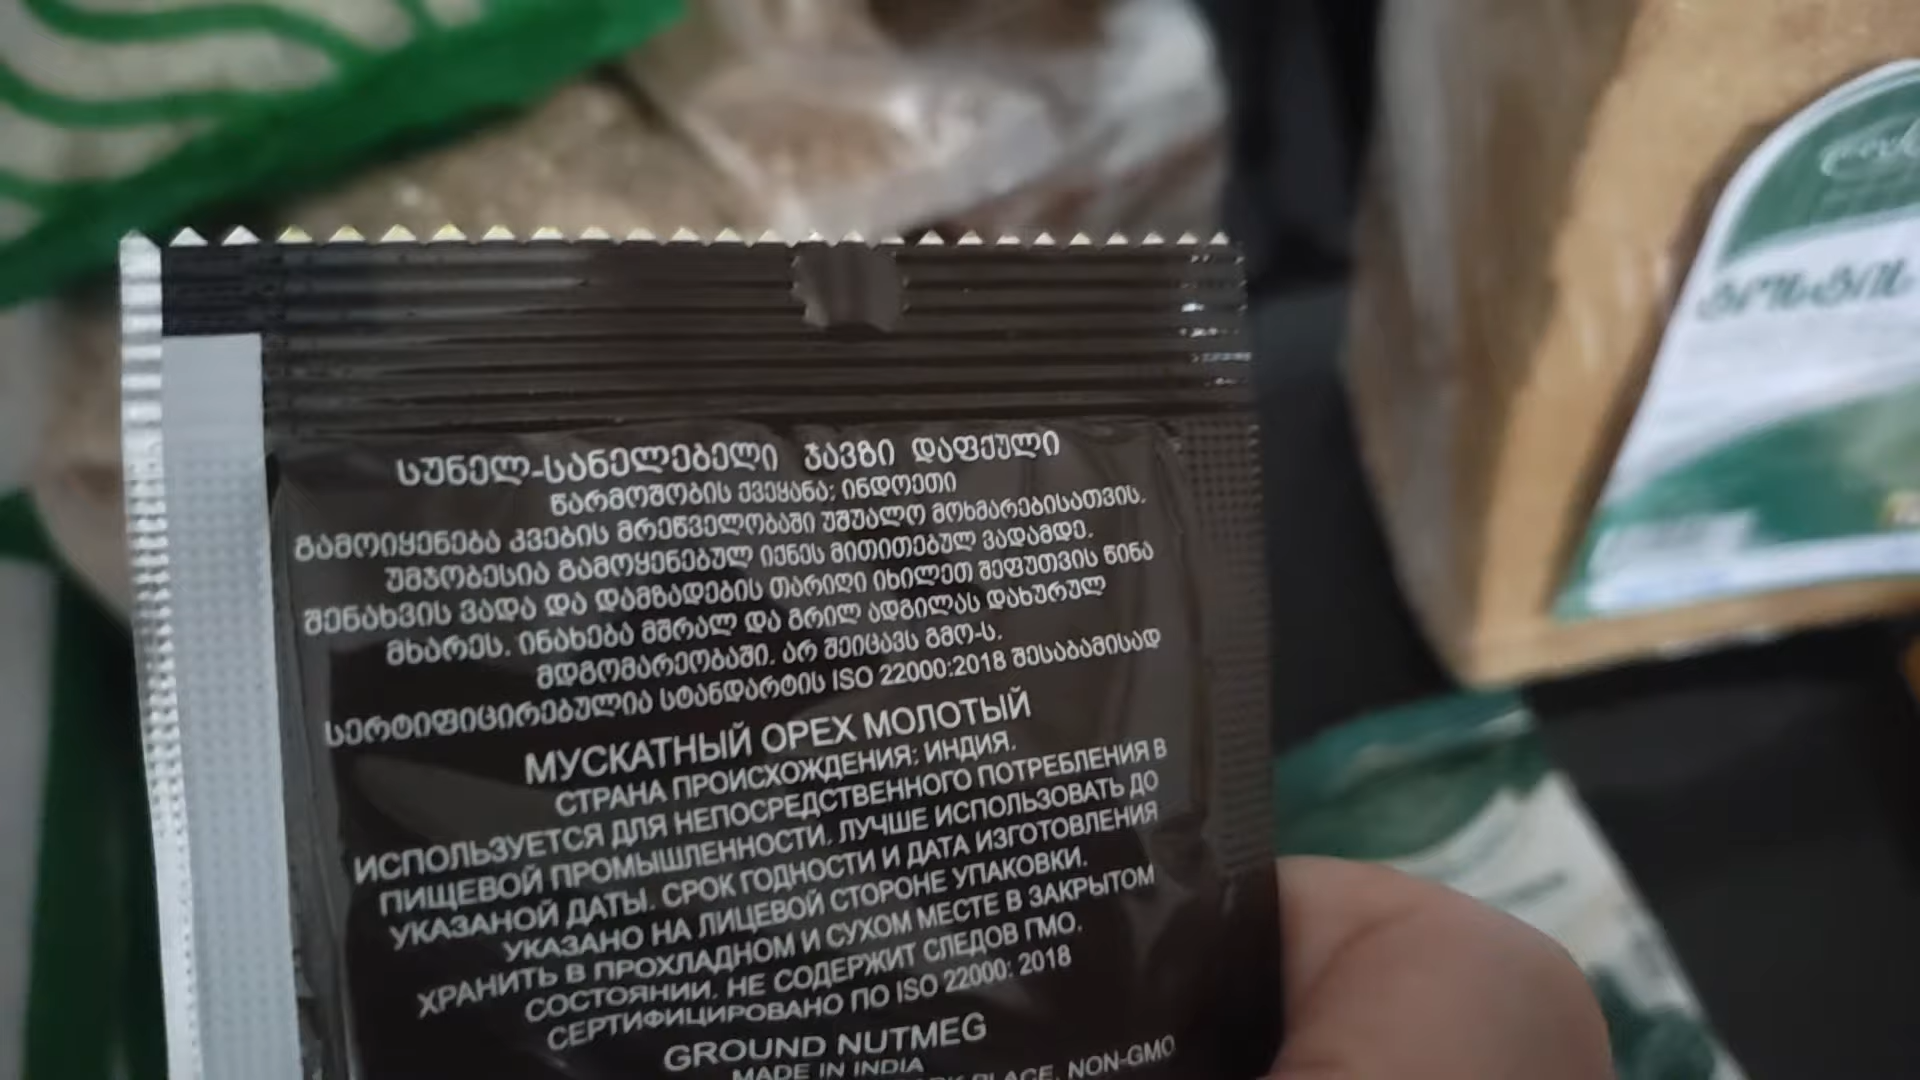 სუნელ-სანელებელი ჯავზი დაფქული
წარმოშობის ქვეყანა: ინდოეთი
გამოიყენება კვების მრეწველობაში უშუალო მოხმარებისათვის.
უმჯობესია გამოყენებულ იქნეს მითითებულ ვადამდე.
შენახვის ვადა და დამზადების თარიღი იხილეთ შეფუთვის წინა
მხარეს. ინახება მშრალ და გრილ ადგილას დახურულ
მდგომარეობაში. არ შეიცავს გმო-ს.
სერტიფიცირებულია სტანდარტის ISO 22000:2018 შესაბამისად
МУСКАТНЫЙ ОРЕХ МОЛОТЫЙ
СТРАНА ПРОИСХОЖДЕНИЯ: ИНДИЯ.
ИСПОЛЬЗУЕТСЯ ДЛЯ НЕПОСРЕДСТВЕННОГО ПОТРЕБЛЕНИЯ В
ПИЩЕВОЙ ПРОМЫШЛЕННОСТИ. ЛУЧШЕ ИСПОЛЬЗОВАТЬ ДО
УКАЗАНОЙ ДАТЫ. СРОК ГОДНОСТИ И ДАТА ИЗГОТОВЛЕНИЯ
УКАЗАНО НА ЛИЦЕВОЙ СТОРОНЕ УПАКОВКИ.
ХРАНИТЬ В ПРОХЛАДНОМ И СУХОМ МЕСТЕ В ЗАКРЫТОМ
СОСТОЯНИИ. НЕ СОДЕРЖИТ СЛЕДОВ ГМО.
СЕРТИФИЦИРОВАНО ПО ISO 22000: 2018
GROUND NUTMEG
MADE IN INDIA
PLACE, NON-GMO